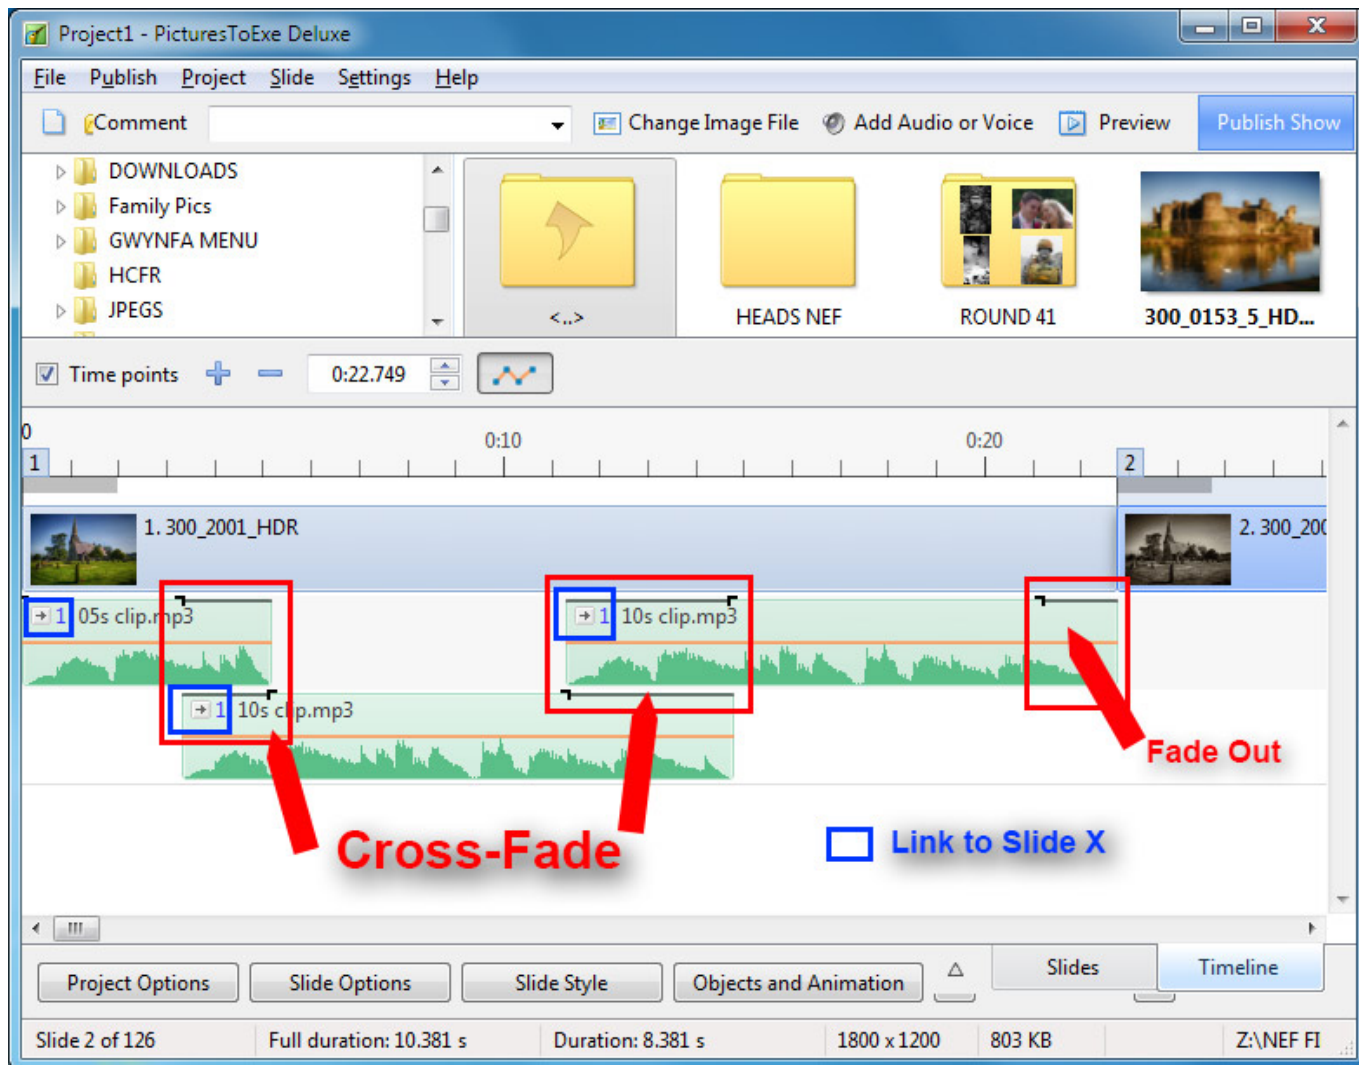 Project1 - PicturesToExe Deluxe
File Publish Project Slide Settings Help
Comment Change Image File Add Audio or Voice Preview Publish Show
DOWNLOADS
Family Pics
GWYNFA MENU
HCFR
JPEGS
<..> HEADS NEF ROUND 41 300_0153_5_HD...
Time points 0:22.749
0 0:10 0:20
1 2
1. 300_2001_HDR 2. 300_200
1 05s clip.mp3 1 10s clip.mp3
1 10s clip.mp3
Fade Out
Cross-Fade
Link to Slide X
Project Options Slide Options Slide Style Objects and Animation Slides Timeline
Slide 2 of 126 Full duration: 10.381 s Duration: 8.381 s 1800 x 1200 803 KB Z:\NEF FI